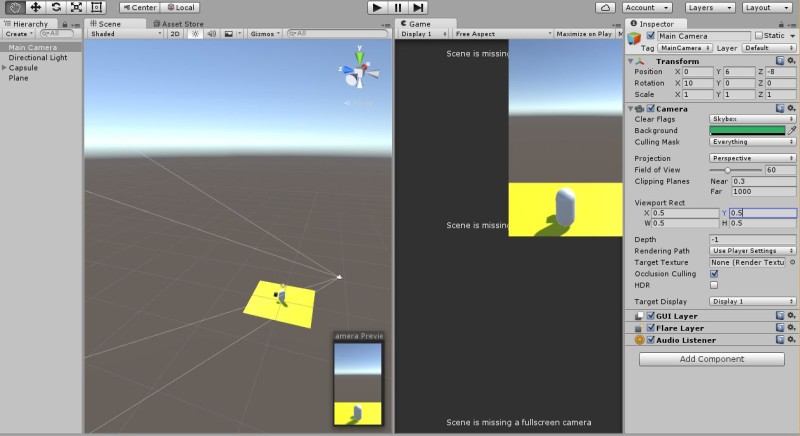 Center
Local
Account
Layers
Layout
Hierarchy
Create
All
Main Camera
Directional Light
Capsule
Plane
Scene
Asset Store
Shaded
2D
Gizmos
All
y
amera Previe
Game
Display 1
Free Aspect
Maximize on Play
Scene is missing
Scene is missing
Scene is missing a fullscreen camera
Inspector
Main Camera
Static
Tag MainCamera Layer Default
Transform
Position X 0 Y 6 Z -8
Rotation X 10 Y 0 Z 0
Scale X 1 Y 1 Z 1
Camera
Clear Flags Skybox
Background
Culling Mask Everything
Projection Perspective
Field of View 60
Clipping Planes Near 0.3
Far 1000
Viewport Rect
X 0.5 Y 0.5
W 0.5 H 0.5
Depth -1
Rendering Path Use Player Settings
Target Texture None (Render Textu
Occlusion Culling
HDR
Target Display Display 1
GUI Layer
Flare Layer
Audio Listener
Add Component